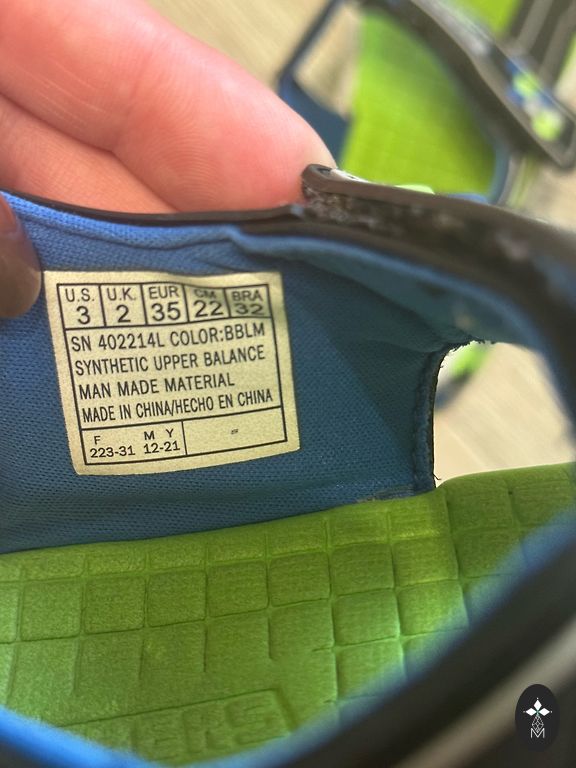 U.S. U.K. EUR CM BRA
3 2 35 22 32
SN 402214L COLOR:BBLM
SYNTHETIC UPPER BALANCE
MAN MADE MATERIAL
MADE IN CHINA/HECHO EN CHINA
F M Y
223-31 12-21
M